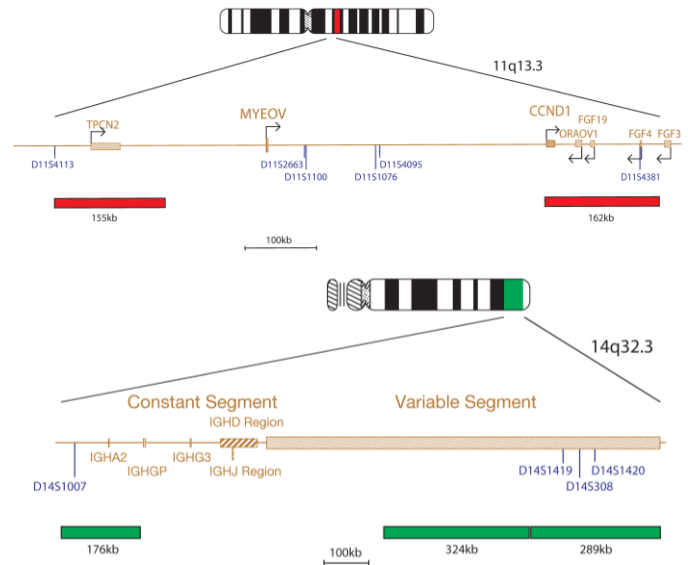 11q13.3
TPCN2
MYEOV
CCND1
FGF19
ORAOV1
FGF4
FGF3
D11S4113
D11S2663
D11S4095
D11S1100
D11S1076
D11S4381
155kb
162kb
100kb
14q32.3
Constant Segment
Variable Segment
IGHD Region
IGHA2
IGHG3
IGHGP
IGHJ Region
D14S1007
D14S1419
D14S1420
D14S308
176kb
324kb
289kb
100kb